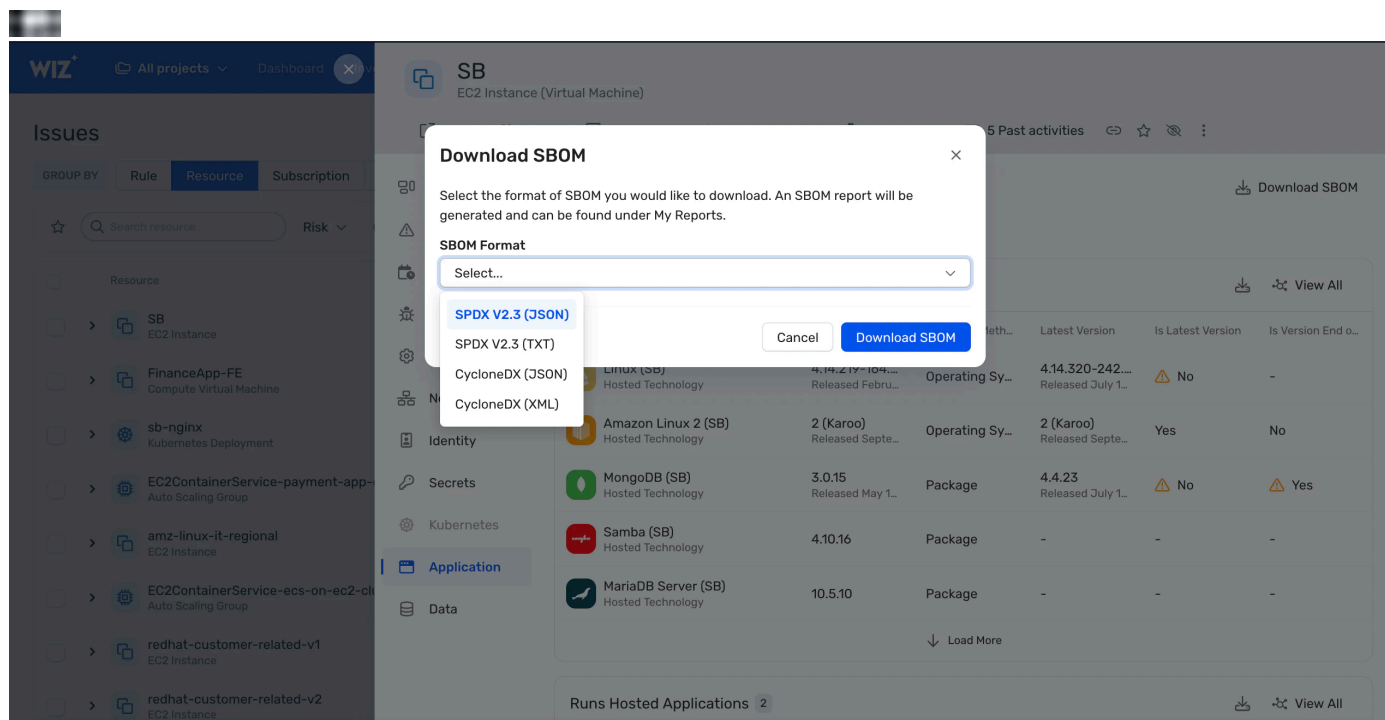 WIZ
All projects
Dashboard
Issues
GROUP BY
Rule
Resource
Subscription
Search resource
Risk
Resource
SB
EC2 Instance
FinanceApp-FE
Compute Virtual Machine
sb-nginx
Kubernetes Deployment
EC2ContainerService-payment-app-
Auto Scaling Group
amz-linux-it-regional
EC2 Instance
EC2ContainerService-ecs-on-ec2-clu
Auto Scaling Group
redhat-customer-related-v1
EC2 Instance
redhat-customer-related-v2
EC2 Instance
SB
EC2 Instance (Virtual Machine)
5 Past activities
Download SBOM
Download SBOM
Select the format of SBOM you would like to download. An SBOM report will be
generated and can be found under My Reports.
SBOM Format
Select...
SPDX V2.3 (JSON)
SPDX V2.3 (TXT)
CycloneDX (JSON)
CycloneDX (XML)
Cancel
Download SBOM
Identity
Secrets
Kubernetes
Application
Data
View All
Latest Version
Is Latest Version
Is Version End o...
Linux (SB)
Hosted Technology
4.14.219-164....
Released Febru...
Operating Sy...
4.14.320-242....
Released July 1...
No
-
Amazon Linux 2 (SB)
Hosted Technology
2 (Karoo)
Released Septe...
Operating Sy...
2 (Karoo)
Released Septe...
Yes
No
MongoDB (SB)
Hosted Technology
3.0.15
Released May 1...
Package
4.4.23
Released July 1...
No
Yes
Samba (SB)
Hosted Technology
4.10.16
Package
-
-
-
MariaDB Server (SB)
Hosted Technology
10.5.10
Package
-
-
-
Load More
Runs Hosted Applications 2
View All